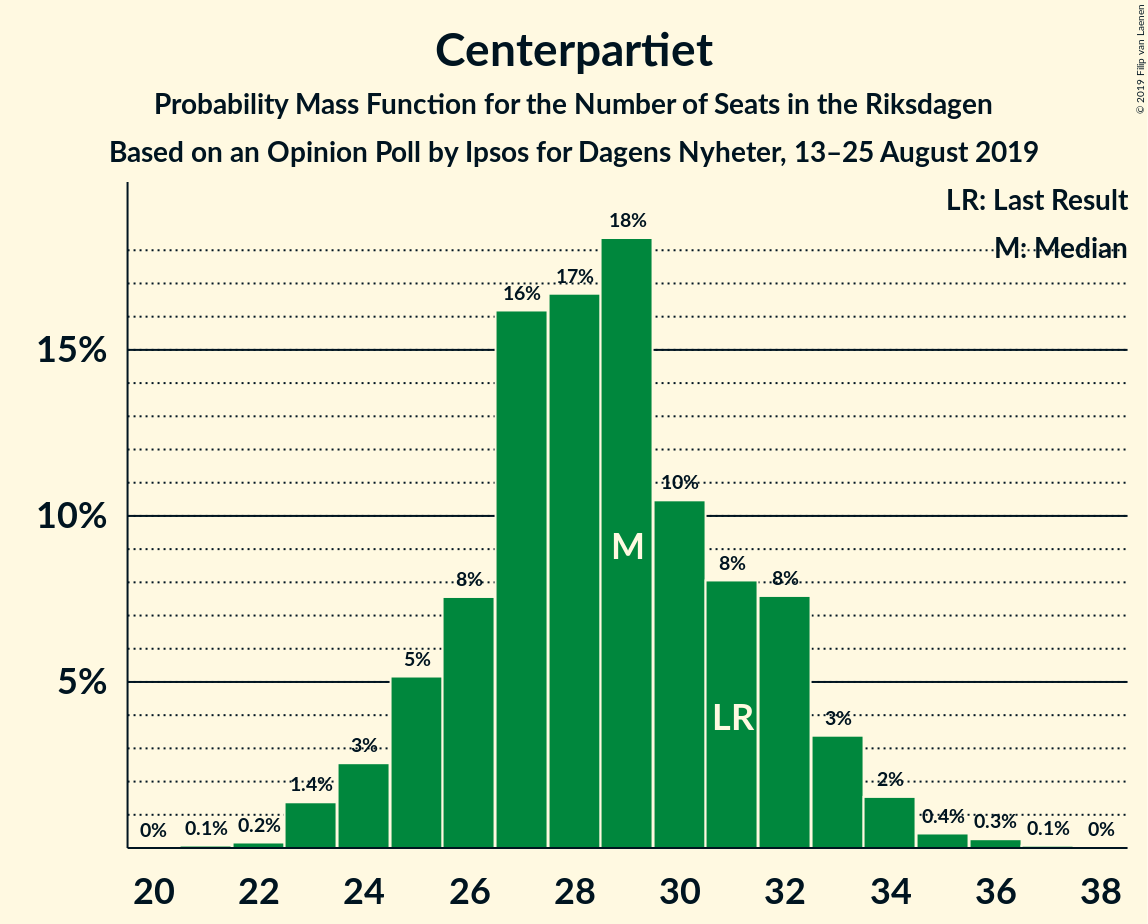 Centerpartiet
Probability Mass Function for the Number of Seats in the Riksdagen
Based on an Opinion Poll by Ipsos for Dagens Nyheter, 13–25 August 2019
© 2019 Filip van Laenen
LR: Last Result
M: Median
15%
10%
5%
0%
0.1%
0.2%
1.4%
3%
5%
8%
16%
17%
18%
10%
8%
8%
3%
2%
0.4%
0.3%
0.1%
0%
M
LR
20 22 24 26 28 30 32 34 36 38